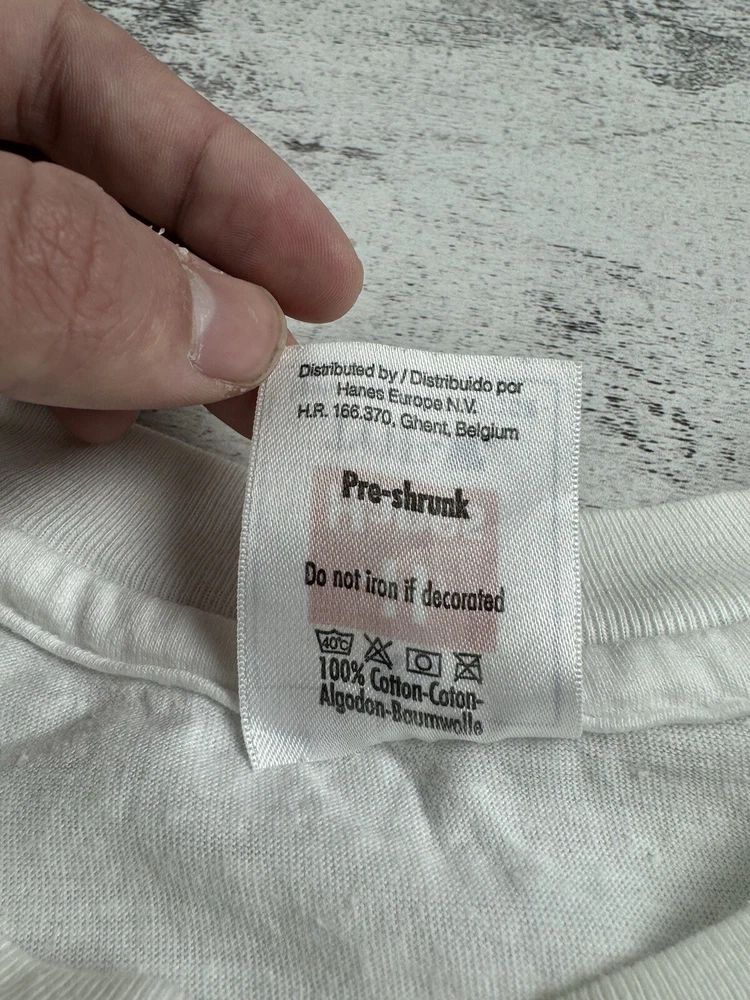 Distributed by / Distribuido por
Hanes Europe N.V.
H.R. 166.370, Ghent, Belgium
Pre-shrunk
Do not iron if decorated
40°C
100% Cotton-Coton-
Algodon-Baumwolle